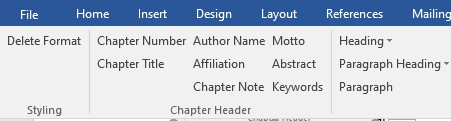 File Home Insert Design Layout References Mailing
Delete Format Chapter Number Author Name Motto Heading
Chapter Title Affiliation Abstract Paragraph Heading
Chapter Note Keywords Paragraph
Styling Chapter Header